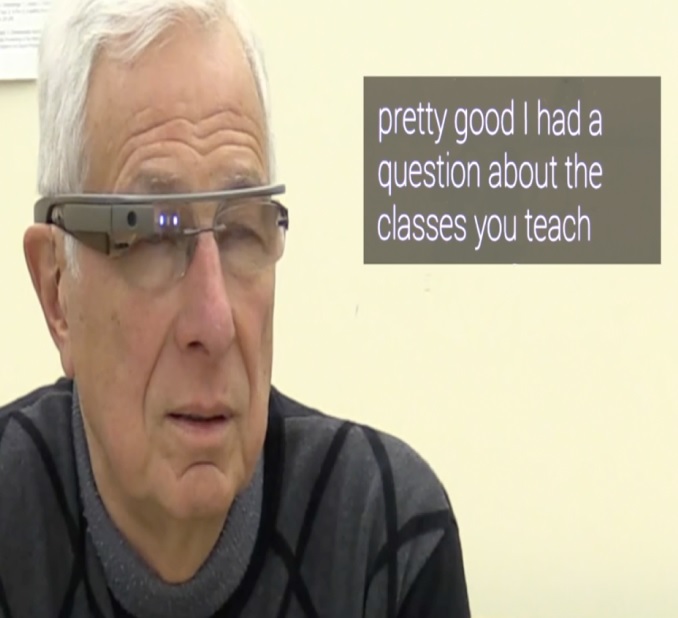 pretty good I had a
question about the
classes you teach